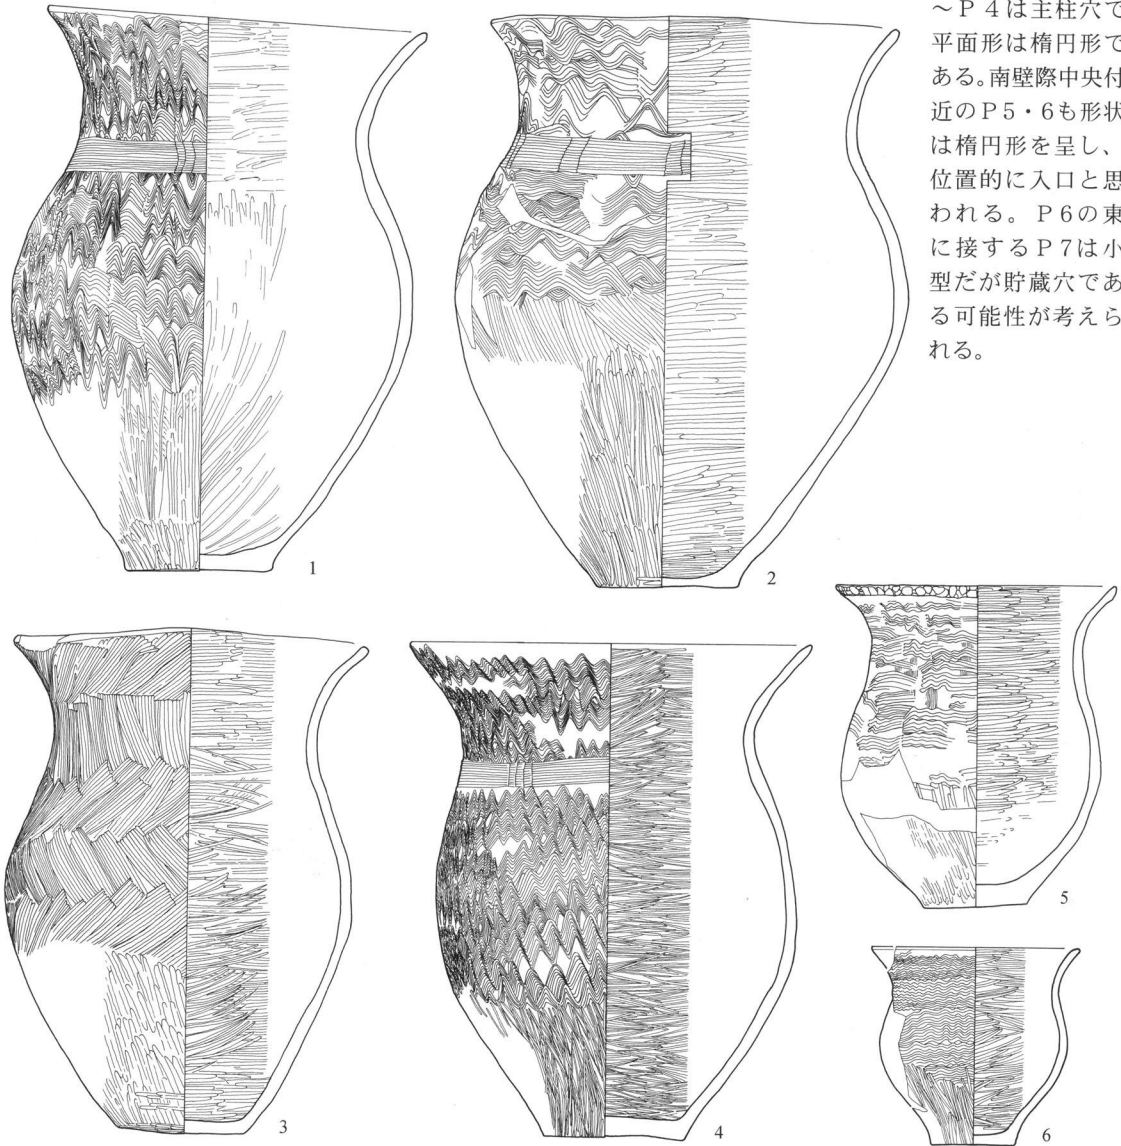 ～Ｐ４は主柱穴で
平面形は楕円形で
ある。南壁際中央付
近のＰ５・６も形状
は楕円形を呈し、
位置的に入口と思
われる。Ｐ６の東
に接するＰ７は小
型だが貯蔵穴であ
る可能性が考えら
れる。
1
2
3
4
5
6